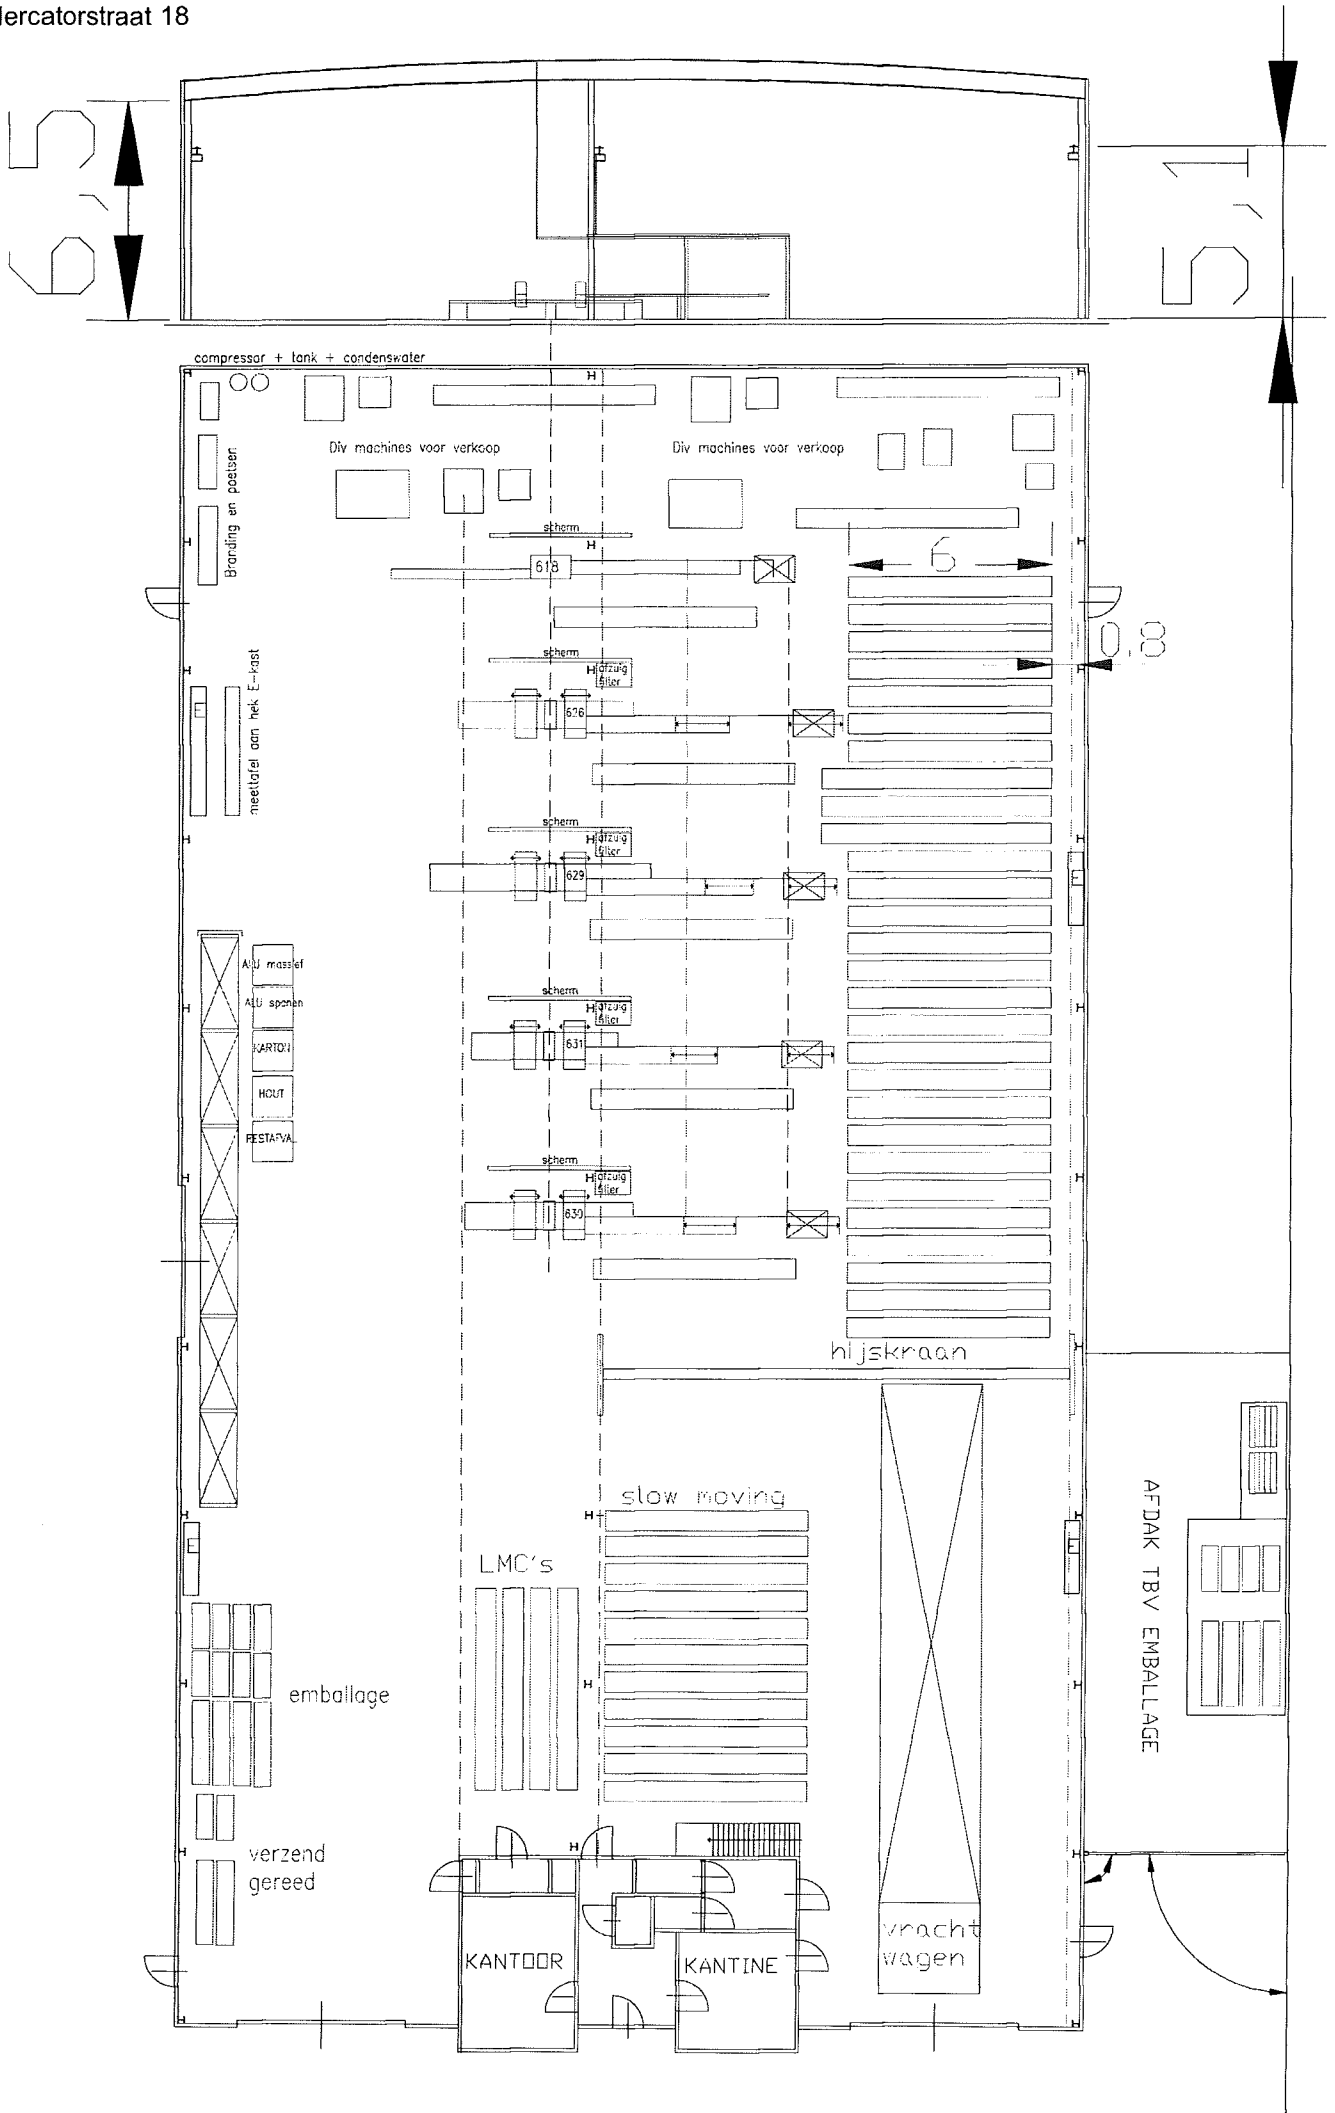 Mercatorstraat 18
6,5
5,1
compressor + tank + condenswater
Div machines voor verkoop
Div machines voor verkoop
Branding en poetsen
scherm
618
6
0,8
scherm
afzuig
filter
626
meettafel aan hek E-kast
scherm
afzuig
filter
629
ALU massief
ALU spanen
KARTON
HOUT
RESTAFVAL
scherm
afzuig
filter
631
scherm
afzuig
filter
630
hijskraan
slow moving
LMC's
AFDAK TBV EMBALLAGE
emballage
verzend
gereed
KANTOOR
KANTINE
vracht
wagen